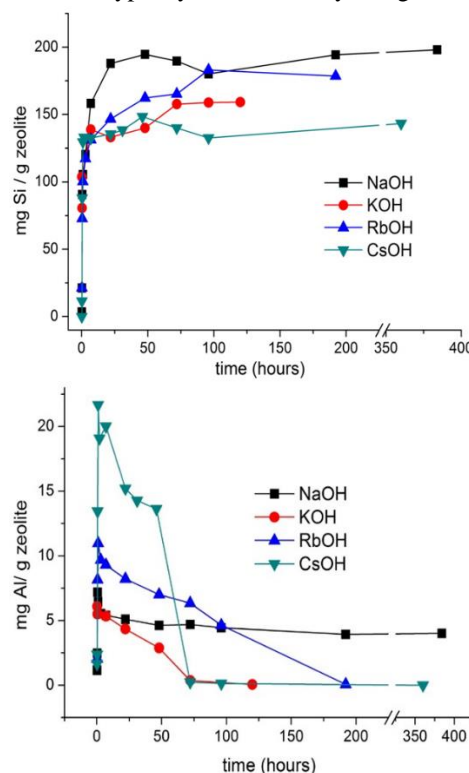 mg Si / g zeolite
200
150
100
50
0
NaOH
KOH
RbOH
CsOH
0 50 100 150 200 350 400
time (hours)
mg Al/ g zeolite
20
15
10
5
0
NaOH
KOH
RbOH
CsOH
0 25 50 75 100 200 350 400
time (hours)